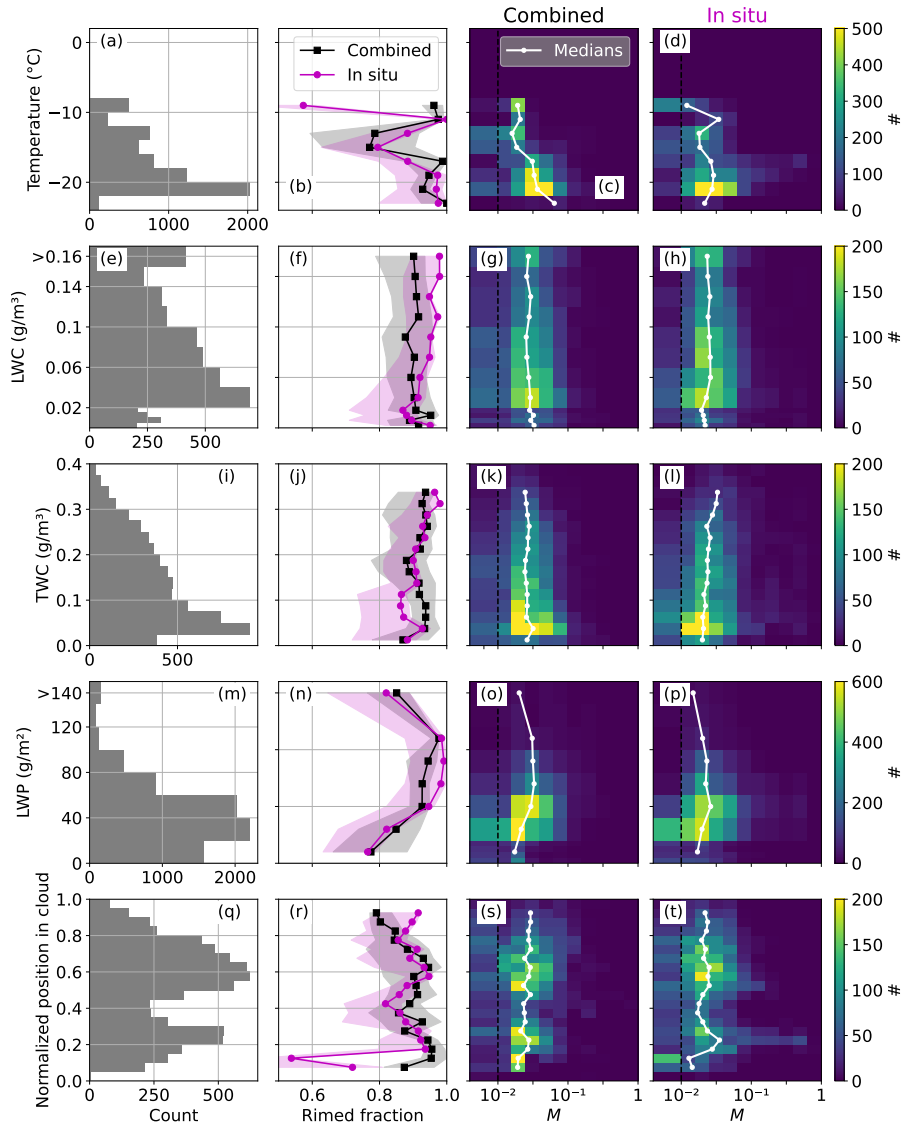 Combined
In situ
(a)
Combined
In situ
Medians
(d)
(b)
(c)
Temperature (°C)
0
−10
−20
0
1000
2000
500
400
300
200
100
0
#
(e)
(f)
(g)
(h)
LWC (g/m³)
>0.16
0.14
0.1
0.06
0.02
0
250
500
200
150
100
50
0
#
(i)
(j)
(k)
(l)
TWC (g/m³)
0.4
0.3
0.2
0.1
0.0
0
500
200
150
100
50
0
#
(m)
(n)
(o)
(p)
LWP (g/m²)
>140
120
80
40
0
0
1000
2000
600
400
200
0
#
(q)
(r)
(s)
(t)
Normalized position in cloud
1.0
0.8
0.6
0.4
0.2
0.0
0
250
500
0.6
0.8
1.0
10⁻²
10⁻¹
1
10⁻²
10⁻¹
1
200
150
100
50
0
#
Count
Rimed fraction
M
M